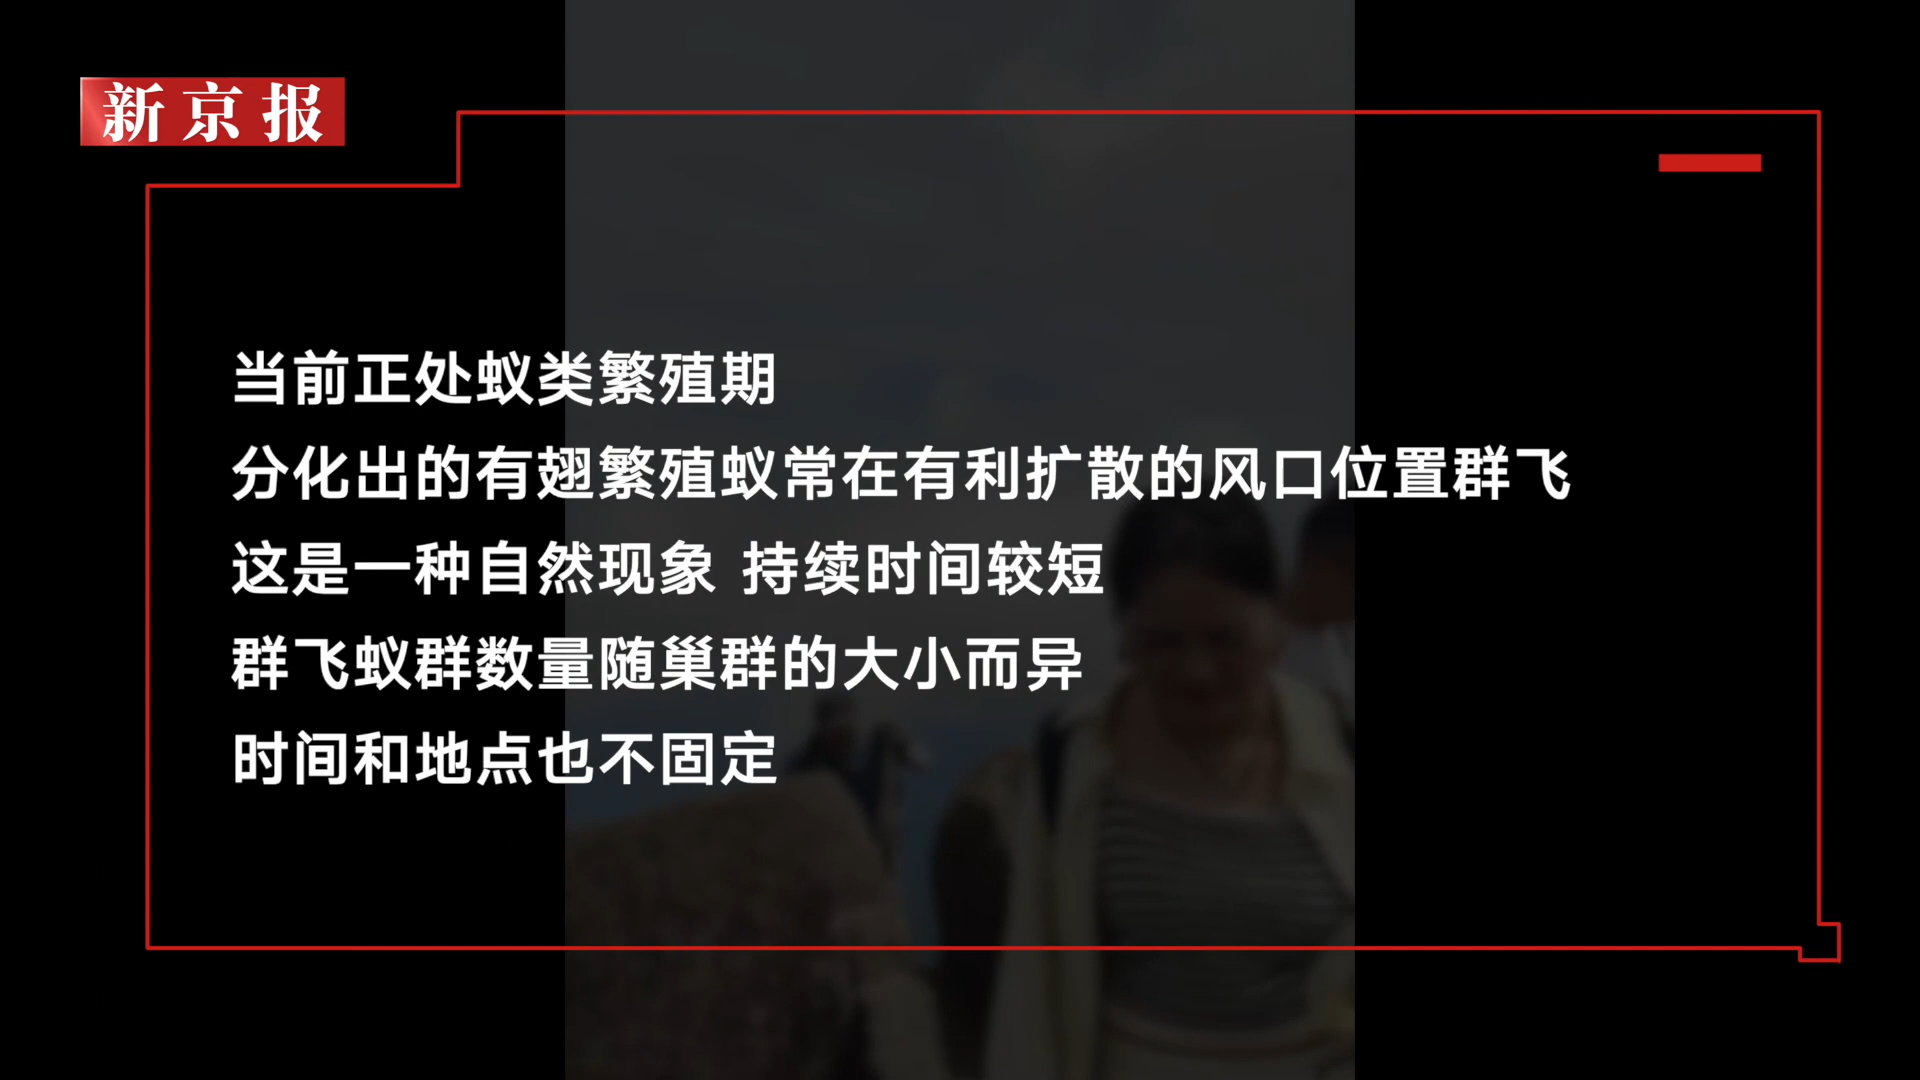 新京报
当前正处蚁类繁殖期
分化出的有翅繁殖蚁常在有利扩散的风口位置群飞
这是一种自然现象 持续时间较短
群飞蚁群数量随巢群的大小而异
时间和地点也不固定